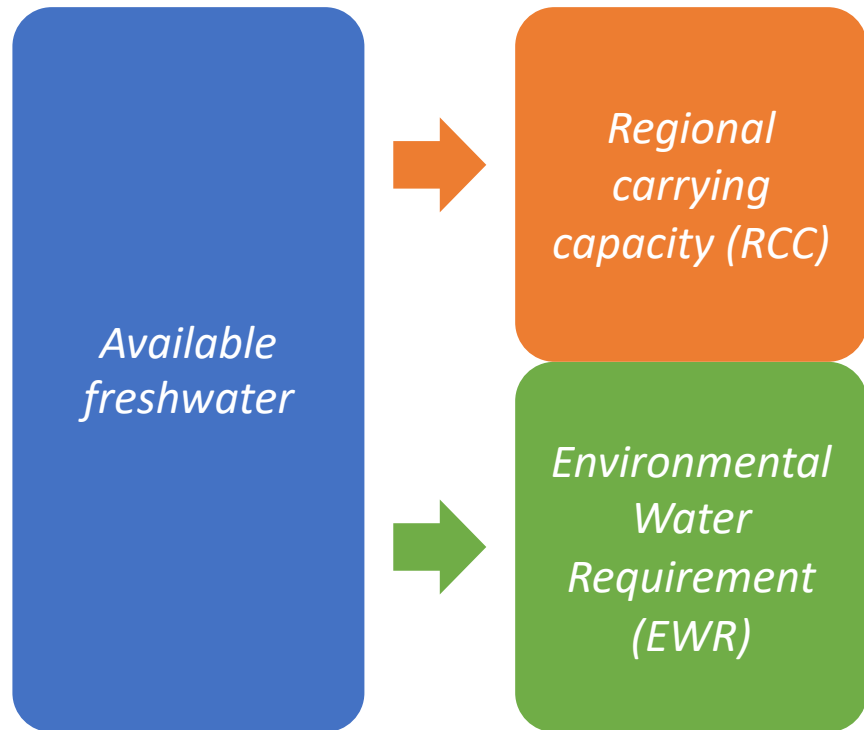 Available
freshwater
Regional
carrying
capacity (RCC)
Environmental
Water
Requirement
(EWR)